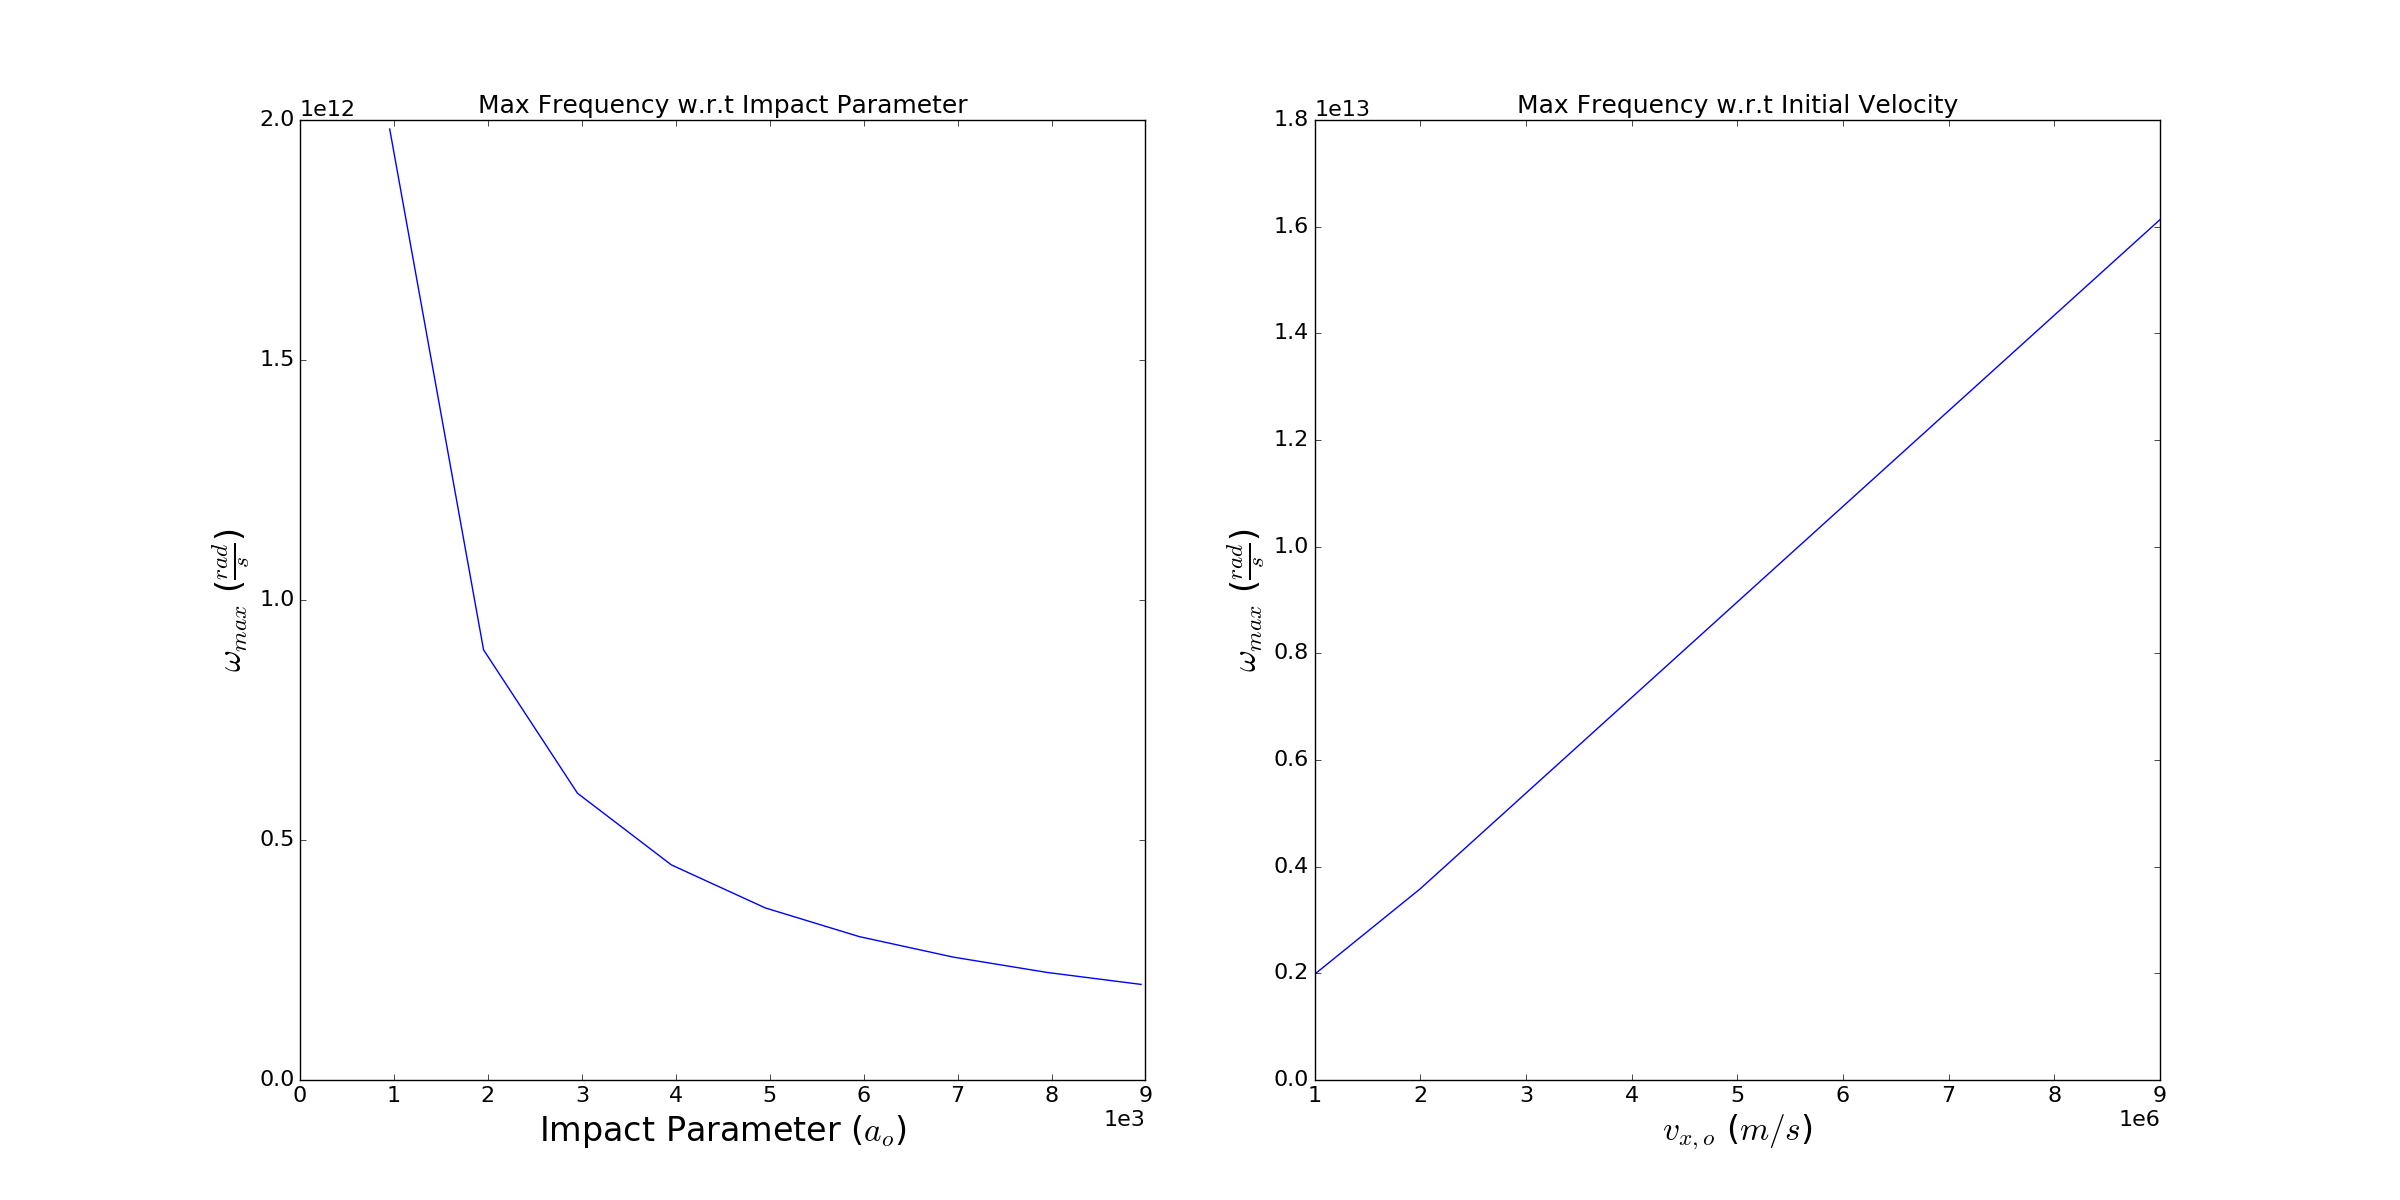 Max Frequency w.r.t Impact Parameter
1e12
2.0
1.5
1.0
0.5
0.0
ω_max (rad/s)
0 1 2 3 4 5 6 7 8 9
1e3
Impact Parameter (a_o)
Max Frequency w.r.t Initial Velocity
1e13
1.8
1.6
1.4
1.2
1.0
0.8
0.6
0.4
0.2
0.0
ω_max (rad/s)
1 2 3 4 5 6 7 8 9
1e6
v_x,o (m/s)